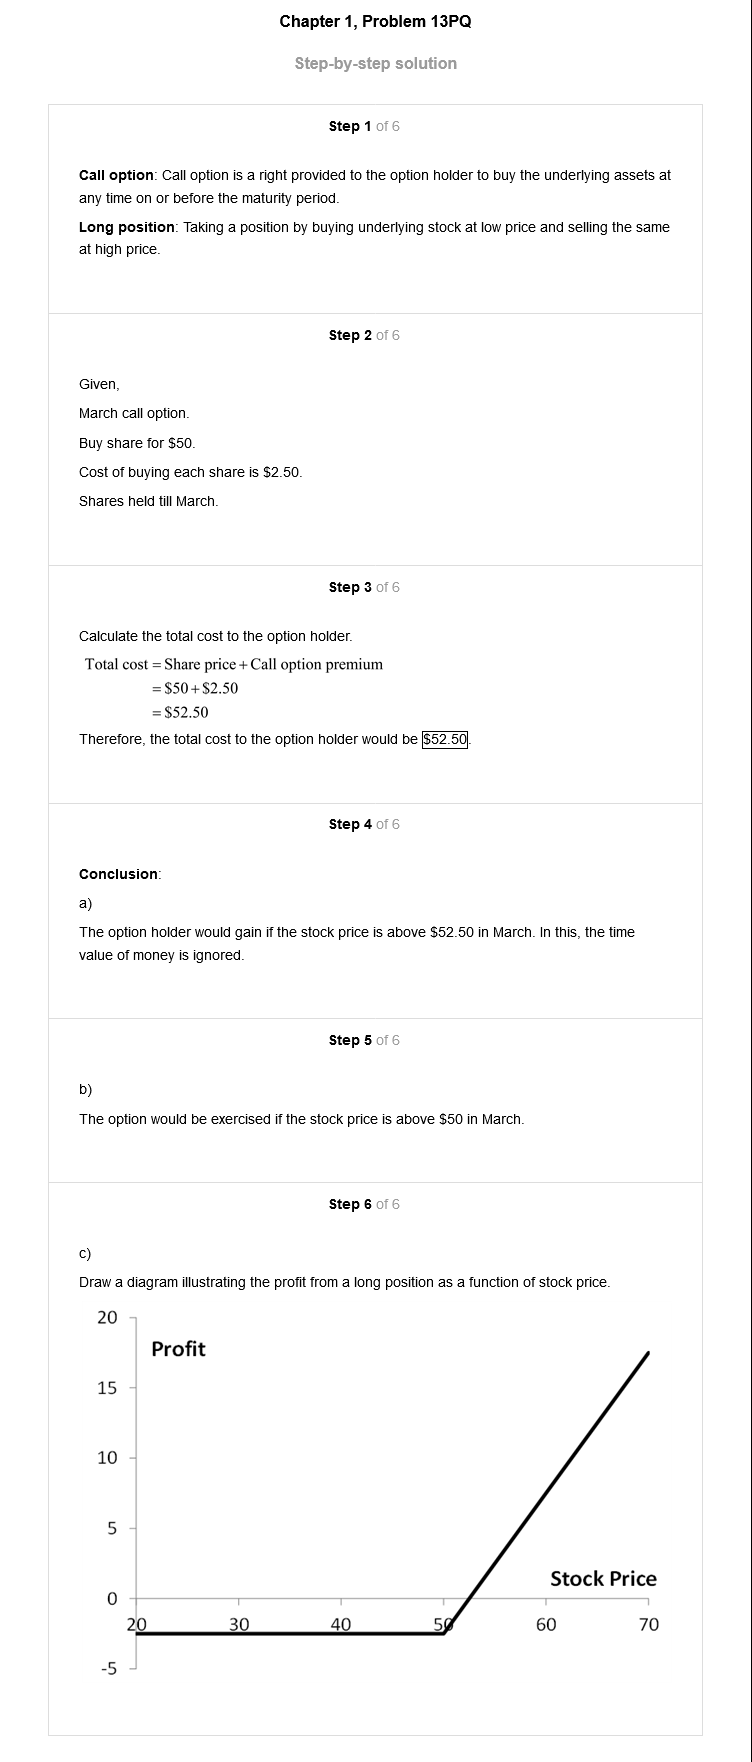 Chapter 1, Problem 13PQ
Step-by-step solution
Step 1 of 6
Call option: Call option is a right provided to the option holder to buy the underlying assets at
any time on or before the maturity period.
Long position: Taking a position by buying underlying stock at low price and selling the same
at high price.
Step 2 of 6
Given,
March call option.
Buy share for $50.
Cost of buying each share is $2.50.
Shares held till March.
Step 3 of 6
Calculate the total cost to the option holder.
Total cost = Share price + Call option premium
= $50 + $2.50
= $52.50
Therefore, the total cost to the option holder would be $52.50.
Step 4 of 6
Conclusion:
a)
The option holder would gain if the stock price is above $52.50 in March. In this, the time
value of money is ignored.
Step 5 of 6
b)
The option would be exercised if the stock price is above $50 in March.
Step 6 of 6
c)
Draw a diagram illustrating the profit from a long position as a function of stock price.
20
Profit
15
10
5
Stock Price
0
20 30 40 50 60 70
-5